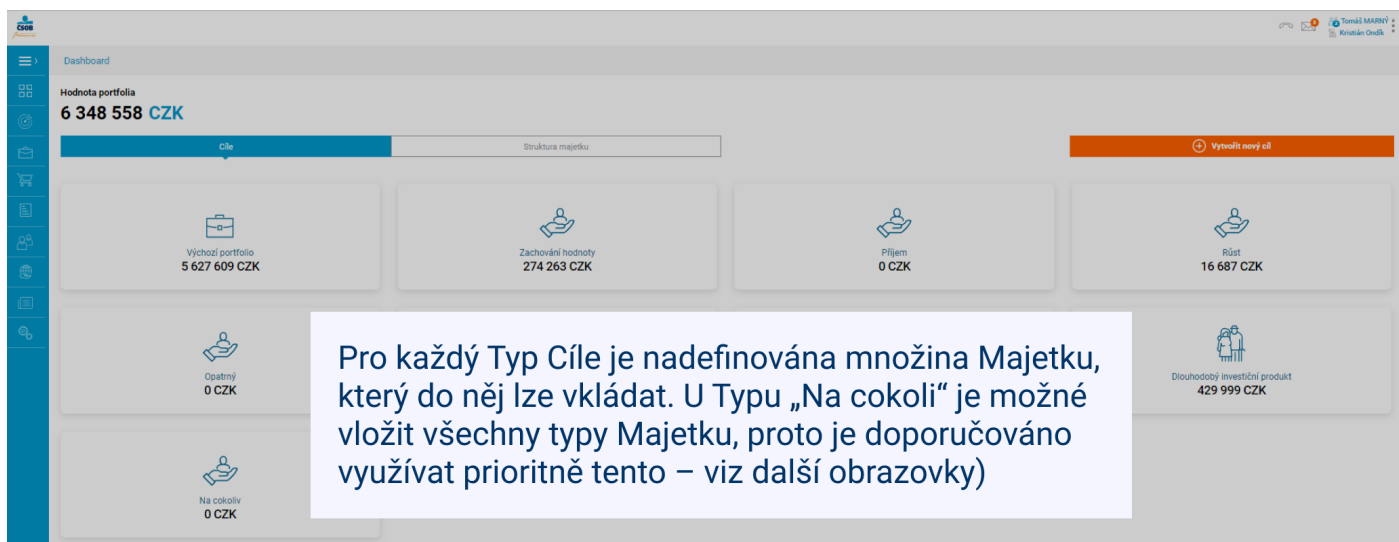 ČSOB
Tomáš MARNÝ
Kristián Ondík
Dashboard
Hodnota portfolia
6 348 558 CZK
Cíle
Struktura majetku
Vytvořit nový cíl
Výchozí portfolio
5 627 609 CZK
Zachování hodnoty
274 263 CZK
Příjem
0 CZK
Růst
16 687 CZK
Opatrný
0 CZK
Dlouhodobý investiční produkt
429 999 CZK
Pro každý Typ Cíle je nadefinována množina Majetku,
který do něj lze vkládat. U Typu „Na cokoli“ je možné
vložit všechny typy Majetku, proto je doporučováno
využívat prioritně tento – viz další obrazovky)
Na cokoliv
0 CZK